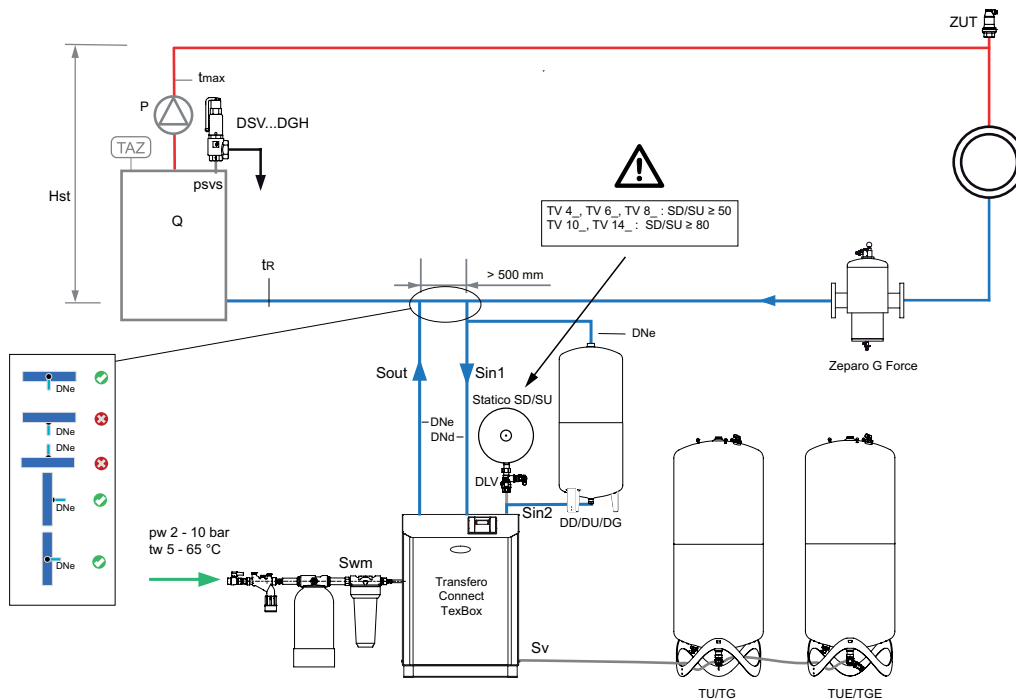 ZUT
tmax
P
DSV...DGH
TAZ
psvs
Hst
Q
TV 4_, TV 6_, TV 8_ : SD/SU ≥ 50
TV 10_, TV 14_ : SD/SU ≥ 80
tR
> 500 mm
DNe
Zeparo G Force
Sout
Sin1
Statico SD/SU
DNe
DNd
DLV
Sin2
DD/DU/DG
DNe
DNe
DNe
DNe
DNe
pw 2 - 10 bar
tw 5 - 65 °C
Swm
Transfero
Connect
TexBox
Sv
TU/TG
TUE/TGE